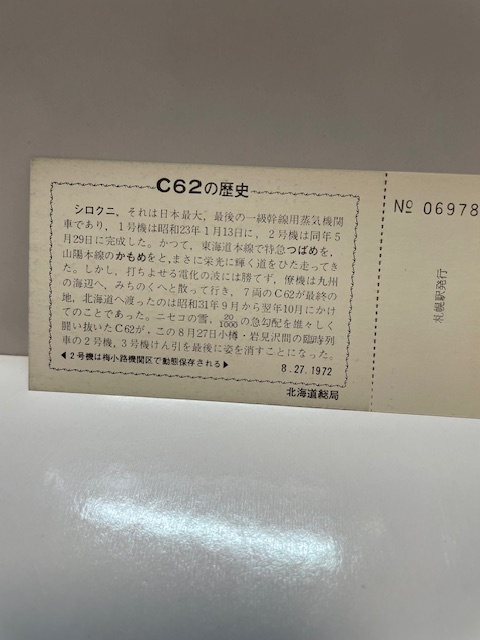 C62の歴史
シロクニ、それは日本最大、最後の一級幹線用蒸気機関
車であり、1号機は昭和23年1月13日に、2号機は同年5
月29日に完成した。かつて、東海道本線で特急つばめを、
山陽本線のかもめをと、まさに栄光に輝く道をひた走ってき
た。しかし、打ちよせる電化の波には勝てず、僚機は九州
の海辺へ、みちのくへと散って行き、7両のC62が最終の
地、北海道へ渡ったのは昭和31年9月から翌年10月にかけ
てのことであった。ニセコの雪、20/1000の急勾配を雄々しく
闘い抜いたC62が、この8月27日小樽・岩見沢間の臨時列
車の2号機、3号機けん引を最後に姿を消すことになった。
◀2号機は梅小路機関区で動態保存される▶
8.27.1972
北海道総局
№ 06978
札幌駅発行